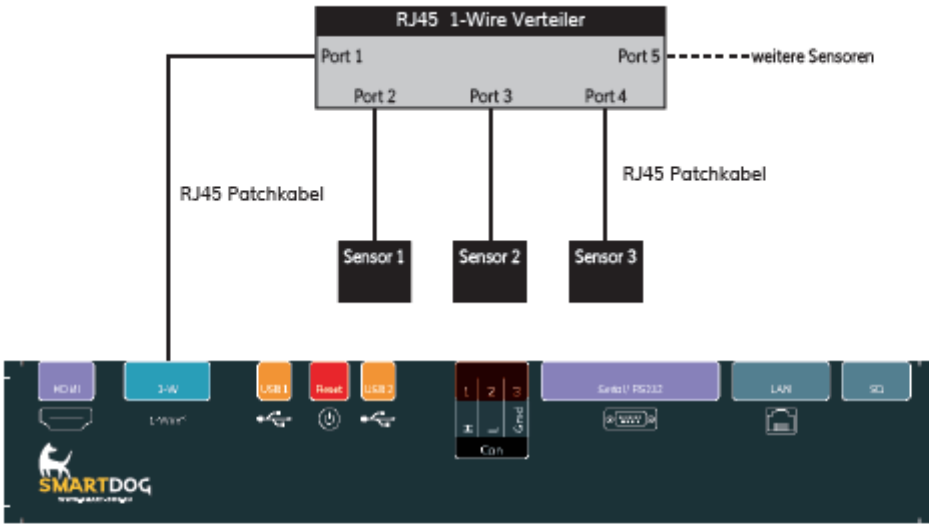 RJ45 1-Wire Verteiler
Port 1
Port 5
weitere Sensoren
Port 2
Port 3
Port 4
RJ45 Patchkabel
RJ45 Patchkabel
Sensor 1
Sensor 2
Sensor 3
HDMI
1-W
USB 1
Reset
USB 2
1
2
3
Serial/ RS232
LAN
SD
1-Wire
H
L
Gnd
Can
SMARTDOG